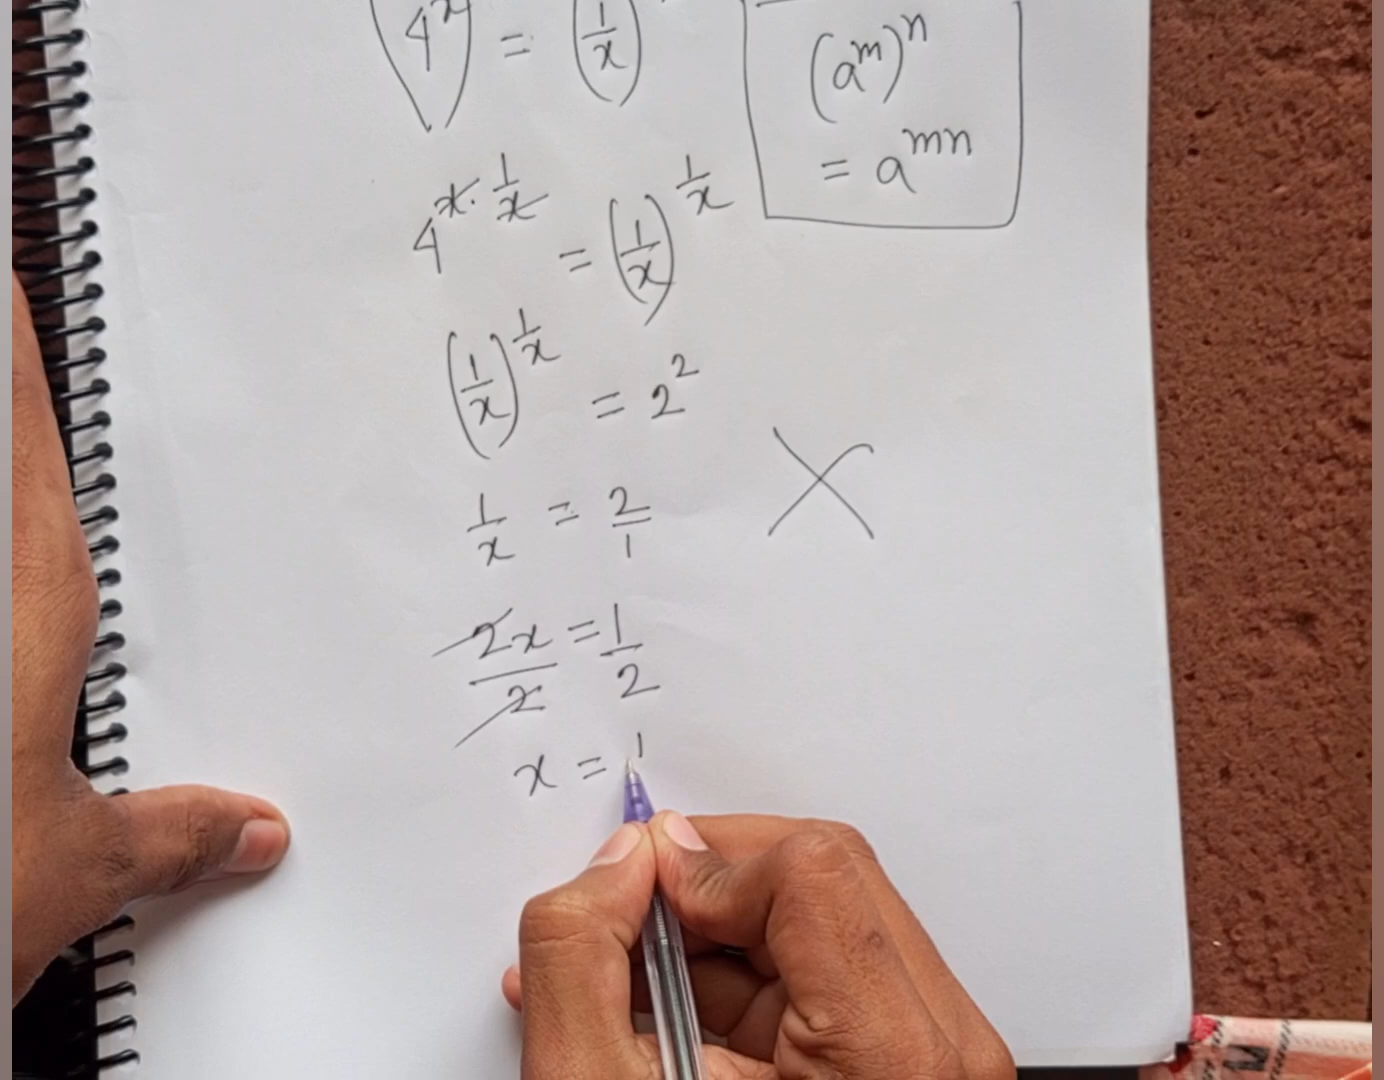 (4^x) = (1/x)
(a^m)^n
= a^mn
4^(x · 1/x) = (1/x)^(1/x)
(1/x)^(1/x) = 2^2
1/x = 2/1
2x/2 = 1/2
x = 1